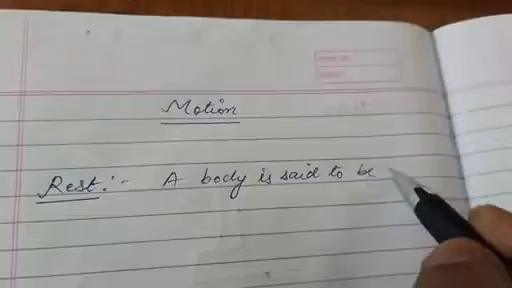 Motion
Rest:- A body is said to be